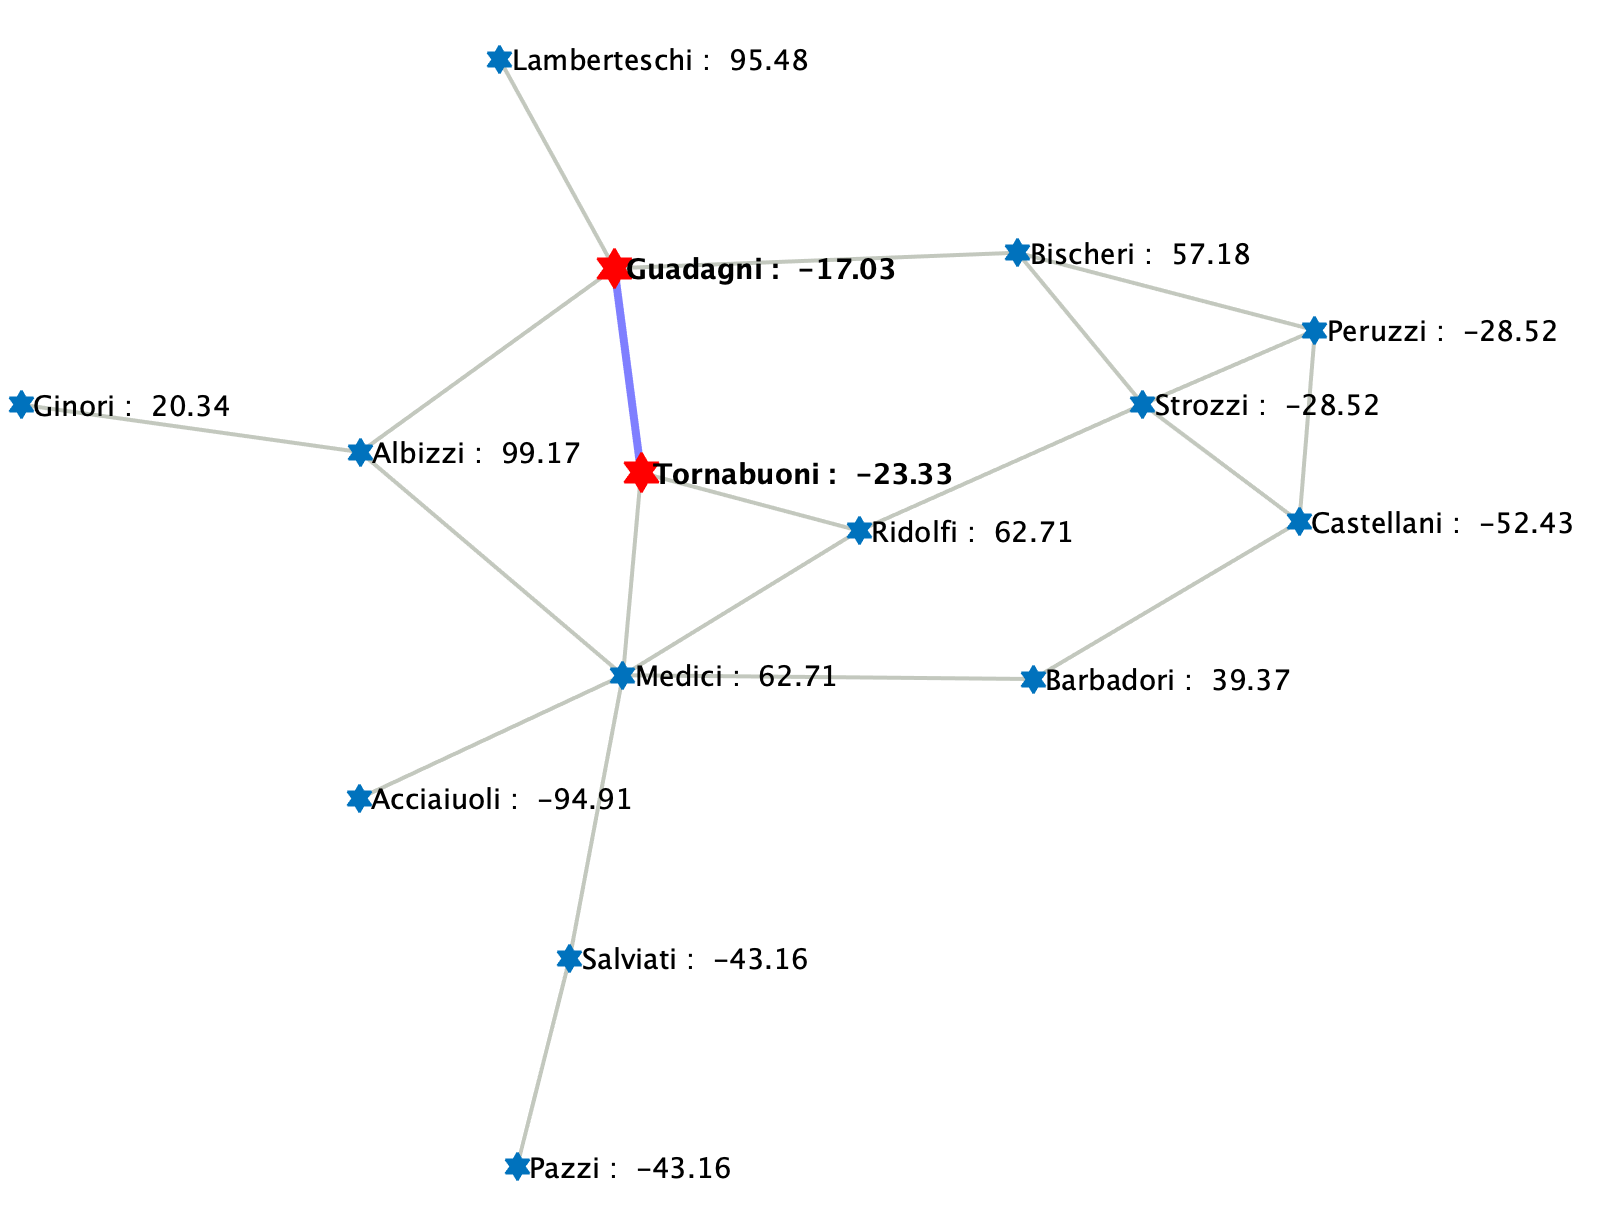 Lamberteschi : 95.48
Bischeri : 57.18
Guadagni : -17.03
Peruzzi : -28.52
Ginori : 20.34
Strozzi : -28.52
Albizzi : 99.17
Tornabuoni : -23.33
Castellani : -52.43
Ridolfi : 62.71
Medici : 62.71
Barbadori : 39.37
Acciaiuoli : -94.91
Salviati : -43.16
Pazzi : -43.16